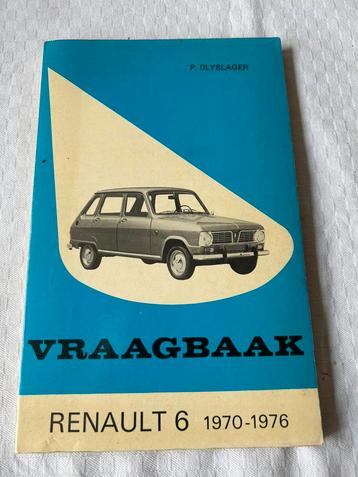 P. OLYSLAGER
VRAAGBAAK
RENAULT 6 1970-1976